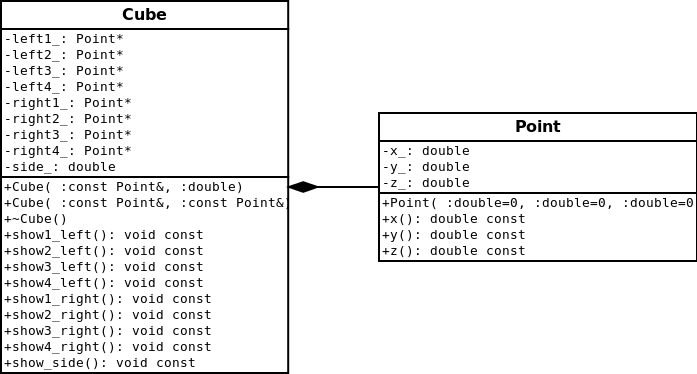 Cube
-left1_: Point*
-left2_: Point*
-left3_: Point*
-left4_: Point*
-right1_: Point*
-right2_: Point*
-right3_: Point*
-right4_: Point*
-side_: double
+Cube( :const Point&, :double)
+Cube( :const Point&, :const Point&)
+~Cube()
+show1_left(): void const
+show2_left(): void const
+show3_left(): void const
+show4_left(): void const
+show1_right(): void const
+show2_right(): void const
+show3_right(): void const
+show4_right(): void const
+show_side(): void const
Point
-x_: double
-y_: double
-z_: double
+Point( :double=0, :double=0, :double=0
+x(): double const
+y(): double const
+z(): double const